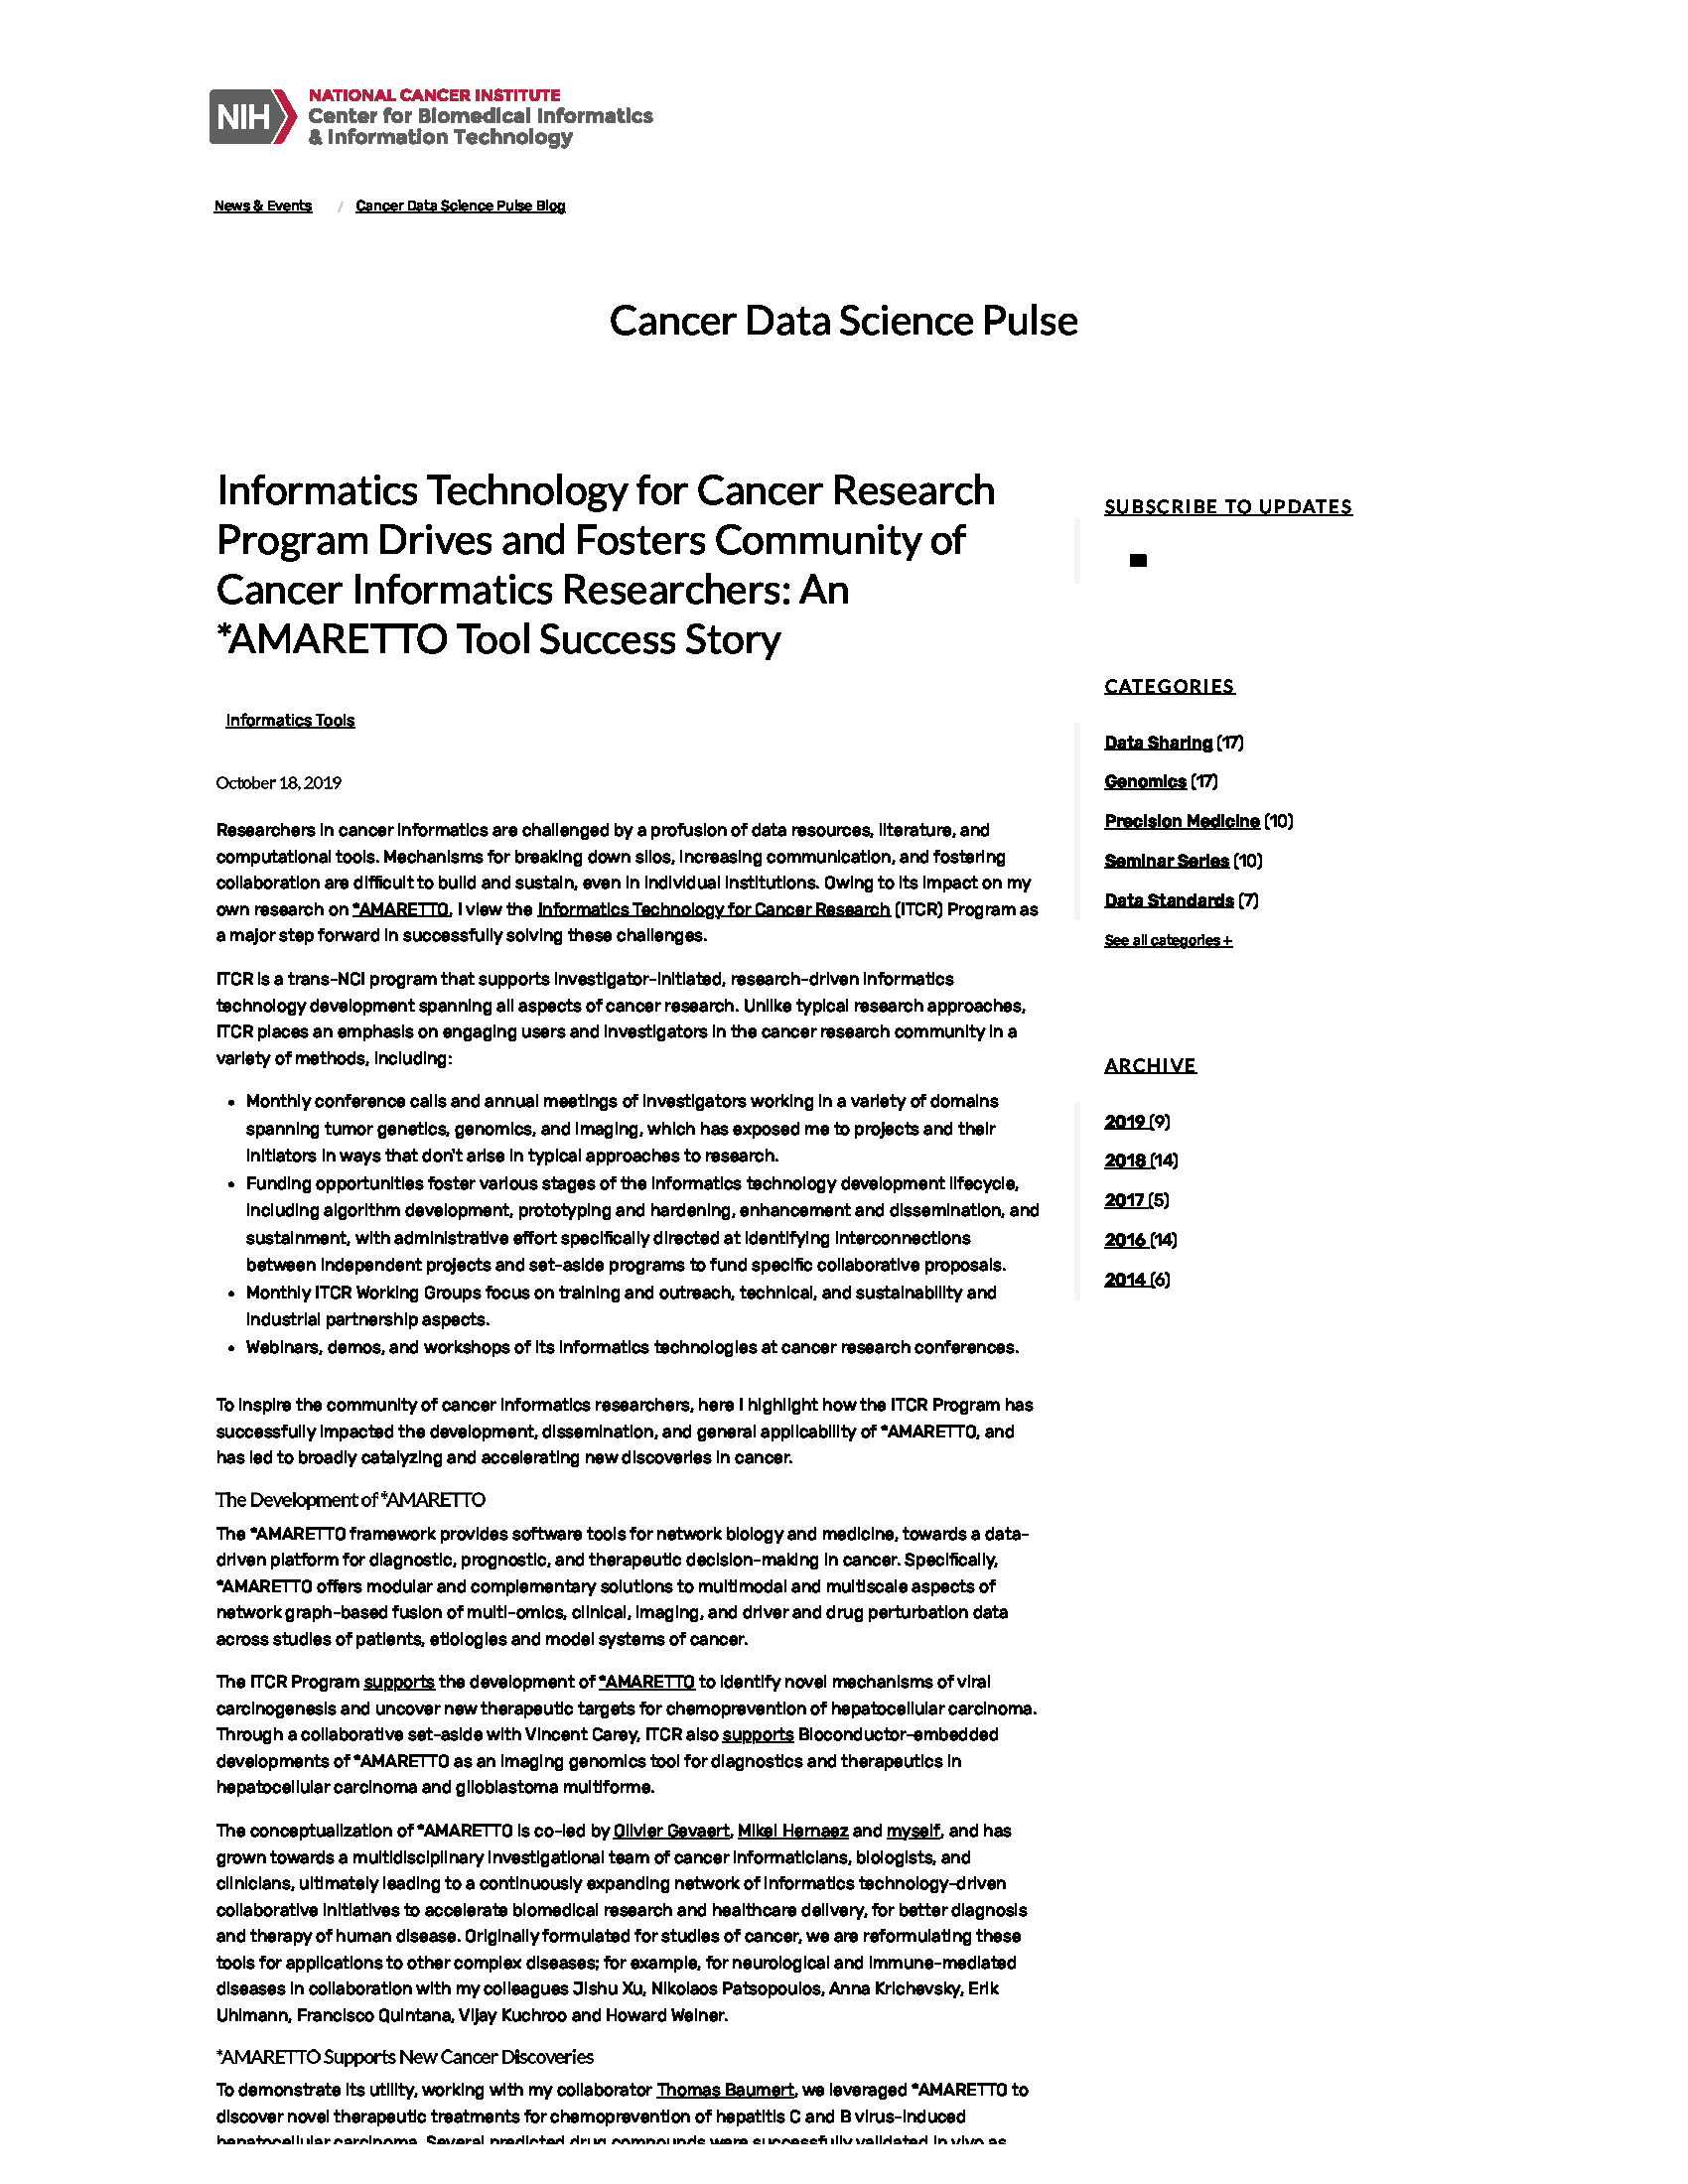 NIH
NATIONAL CANCER INSTITUTE
Center for Biomedical Informatics
& Information Technology
News & Events / Cancer Data Science Pulse Blog
Cancer Data Science Pulse
Informatics Technology for Cancer Research
Program Drives and Fosters Community of
Cancer Informatics Researchers: An
*AMARETTO Tool Success Story
Informatics Tools
October 18, 2019
Researchers in cancer informatics are challenged by a profusion of data resources, literature, and
computational tools. Mechanisms for breaking down silos, increasing communication, and fostering
collaboration are difficult to build and sustain, even in individual institutions. Owing to its impact on my
own research on *AMARETTO, I view the Informatics Technology for Cancer Research (ITCR) Program as
a major step forward in successfully solving these challenges.
ITCR is a trans-NCI program that supports investigator-initiated, research-driven informatics
technology development spanning all aspects of cancer research. Unlike typical research approaches,
ITCR places an emphasis on engaging users and investigators in the cancer research community in a
variety of methods, including:
• Monthly conference calls and annual meetings of investigators working in a variety of domains
spanning tumor genetics, genomics, and imaging, which has exposed me to projects and their
initiators in ways that don't arise in typical approaches to research.
• Funding opportunities foster various stages of the informatics technology development lifecycle,
including algorithm development, prototyping and hardening, enhancement and dissemination, and
sustainment, with administrative effort specifically directed at identifying interconnections
between independent projects and set-aside programs to fund specific collaborative proposals.
• Monthly ITCR Working Groups focus on training and outreach, technical, and sustainability and
industrial partnership aspects.
• Webinars, demos, and workshops of its informatics technologies at cancer research conferences.
To inspire the community of cancer informatics researchers, here I highlight how the ITCR Program has
successfully impacted the development, dissemination, and general applicability of *AMARETTO, and
has led to broadly catalyzing and accelerating new discoveries in cancer.
The Development of *AMARETTO
The *AMARETTO framework provides software tools for network biology and medicine, towards a data-
driven platform for diagnostic, prognostic, and therapeutic decision-making in cancer. Specifically,
*AMARETTO offers modular and complementary solutions to multimodal and multiscale aspects of
network graph-based fusion of multi-omics, clinical, imaging, and driver and drug perturbation data
across studies of patients, etiologies and model systems of cancer.
The ITCR Program supports the development of *AMARETTO to identify novel mechanisms of viral
carcinogenesis and uncover new therapeutic targets for chemoprevention of hepatocellular carcinoma.
Through a collaborative set-aside with Vincent Carey, ITCR also supports Bioconductor-embedded
developments of *AMARETTO as an imaging genomics tool for diagnostics and therapeutics in
hepatocellular carcinoma and glioblastoma multiforme.
The conceptualization of *AMARETTO is co-led by Olivier Gevaert, Mikel Hernaez and myself, and has
grown towards a multidisciplinary investigational team of cancer informaticians, biologists, and
clinicians, ultimately leading to a continuously expanding network of informatics technology-driven
collaborative initiatives to accelerate biomedical research and healthcare delivery, for better diagnosis
and therapy of human disease. Originally formulated for studies of cancer, we are reformulating these
tools for applications to other complex diseases; for example, for neurological and immune-mediated
diseases in collaboration with my colleagues Jishu Xu, Nikolaos Patsopoulos, Anna Krichevsky, Erik
Uhlmann, Francisco Quintana, Vijay Kuchroo and Howard Weiner.
*AMARETTO Supports New Cancer Discoveries
To demonstrate its utility, working with my collaborator Thomas Baumert, we leveraged *AMARETTO to
discover novel therapeutic treatments for chemoprevention of hepatitis C and B virus-induced
hepatocellular carcinoma. Several predicted drug compounds were successfully validated in vivo as
SUBSCRIBE TO UPDATES
CATEGORIES
Data Sharing (17)
Genomics (17)
Precision Medicine (10)
Seminar Series (10)
Data Standards (7)
See all categories +
ARCHIVE
2019 (9)
2018 (14)
2017 (5)
2016 (14)
2014 (6)